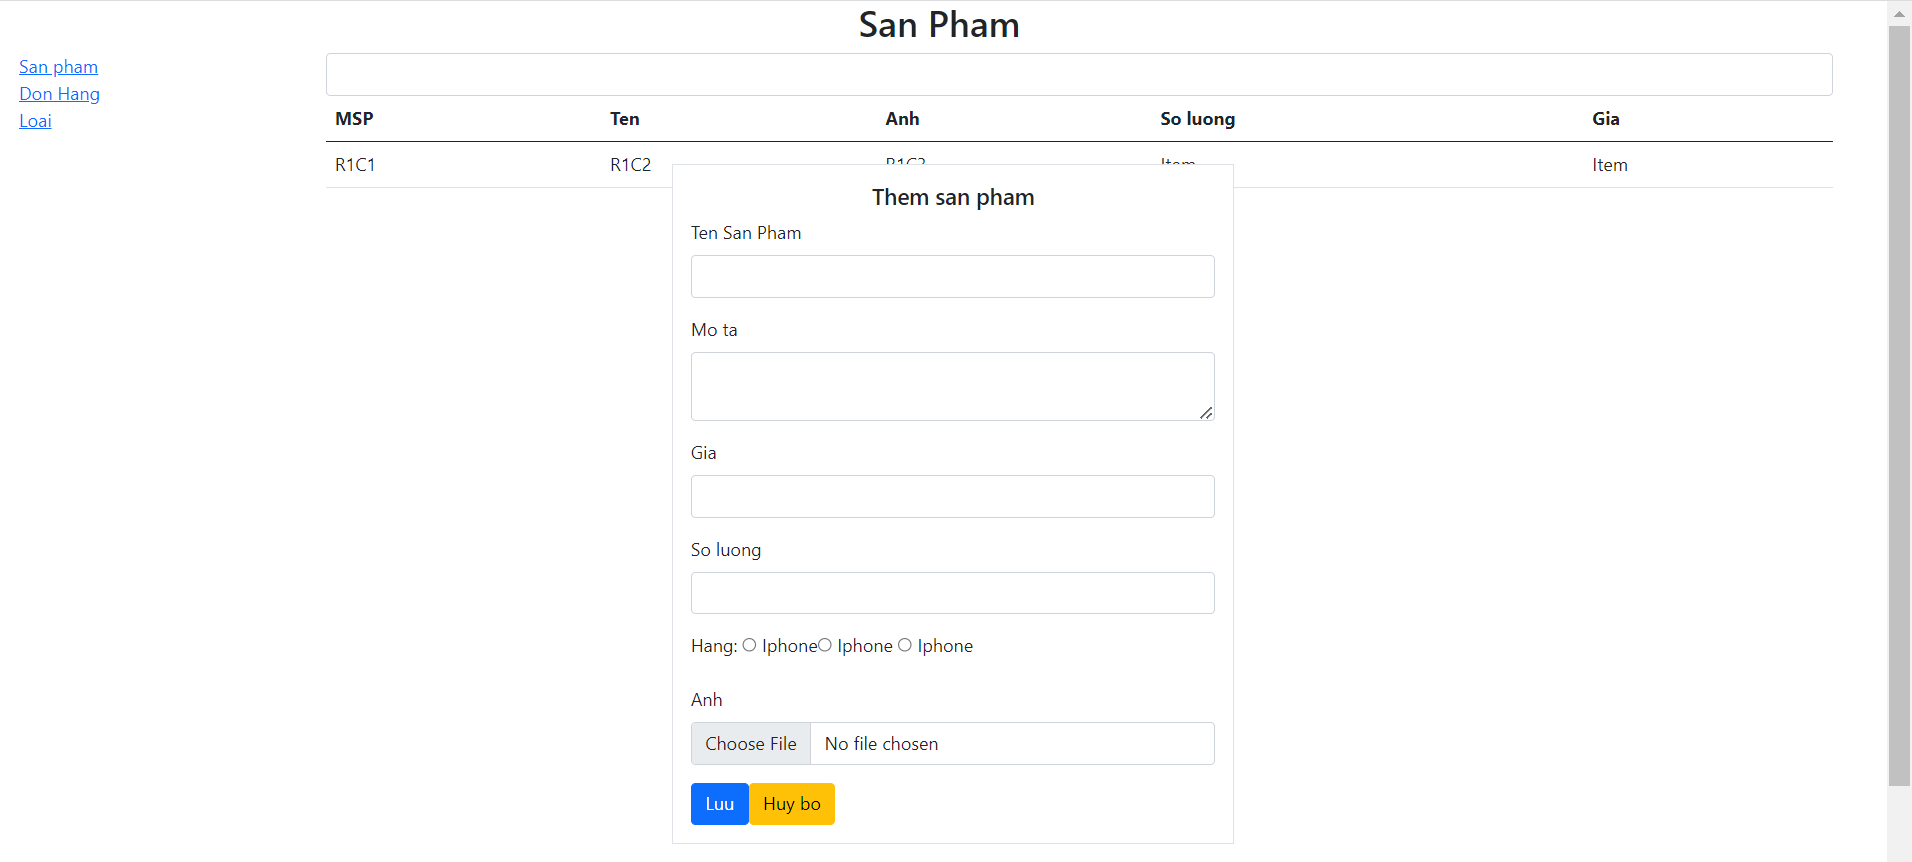 San Pham
San pham
Don Hang
Loai
MSP Ten Anh So luong Gia
R1C1 R1C2 R1C3 Item Item
Them san pham
Ten San Pham
Mo ta
Gia
So luong
Hang: Iphone Iphone Iphone
Anh
Choose File No file chosen
Luu Huy bo